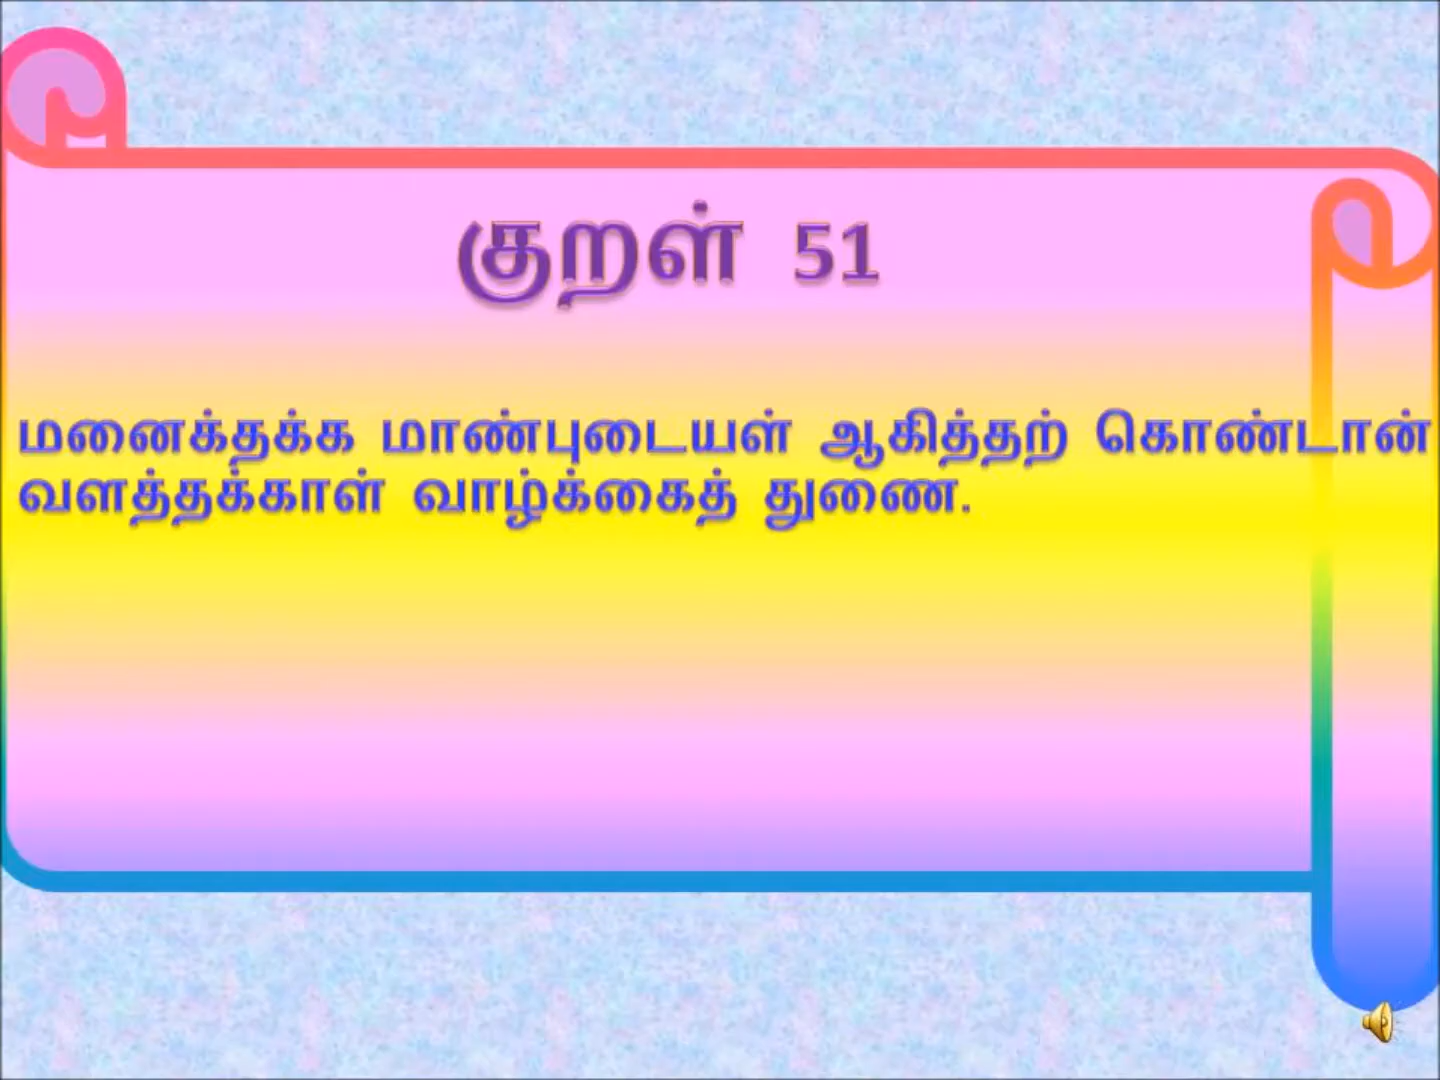 குறள் 51
மனைக்தக்க மாண்புடையள் ஆகித்தற் கொண்டான்
வளத்தக்காள் வாழ்க்கைத் துணை.